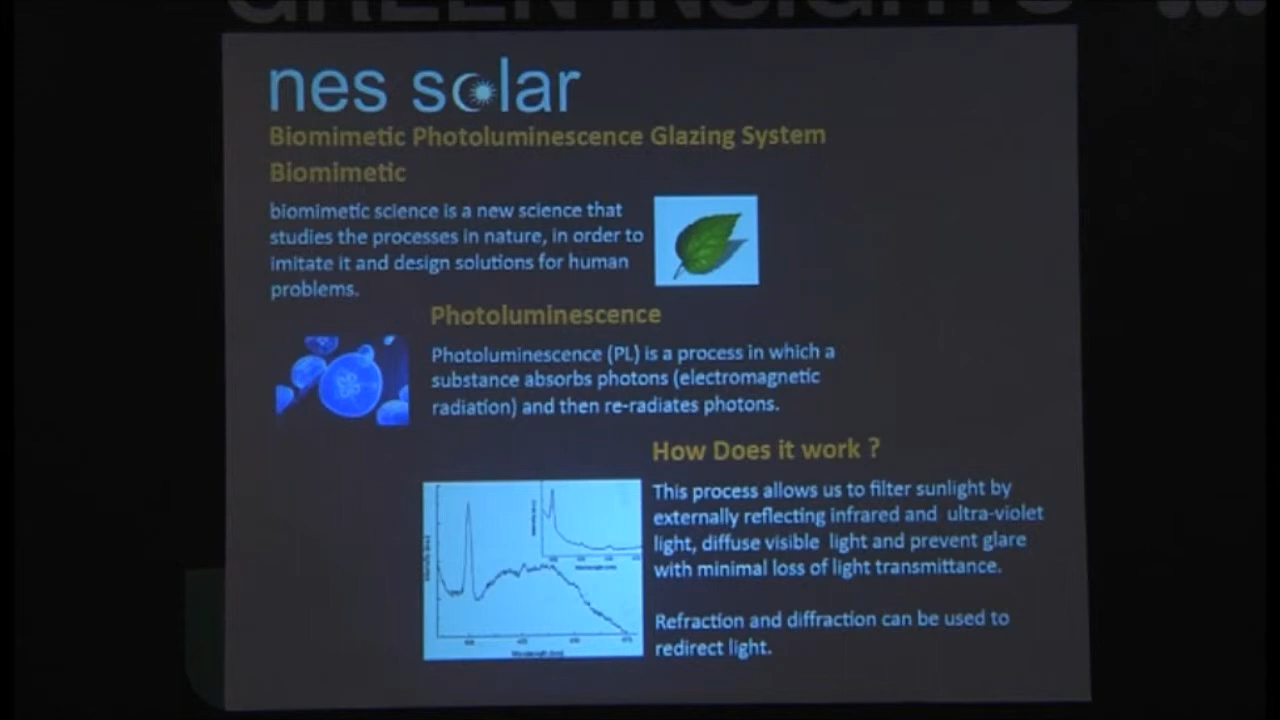 GREEN INSIGHTS
nes solar
Biomimetic Photoluminescence Glazing System
Biomimetic
biomimetic science is a new science that
studies the processes in nature, in order to
imitate it and design solutions for human
problems.
Photoluminescence
Photoluminescence (PL) is a process in which a
substance absorbs photons (electromagnetic
radiation) and then re-radiates photons.
How Does it work ?
This process allows us to filter sunlight by
externally reflecting infrared and ultra-violet
light, diffuse visible light and prevent glare
with minimal loss of light transmittance.
Refraction and diffraction can be used to
redirect light.